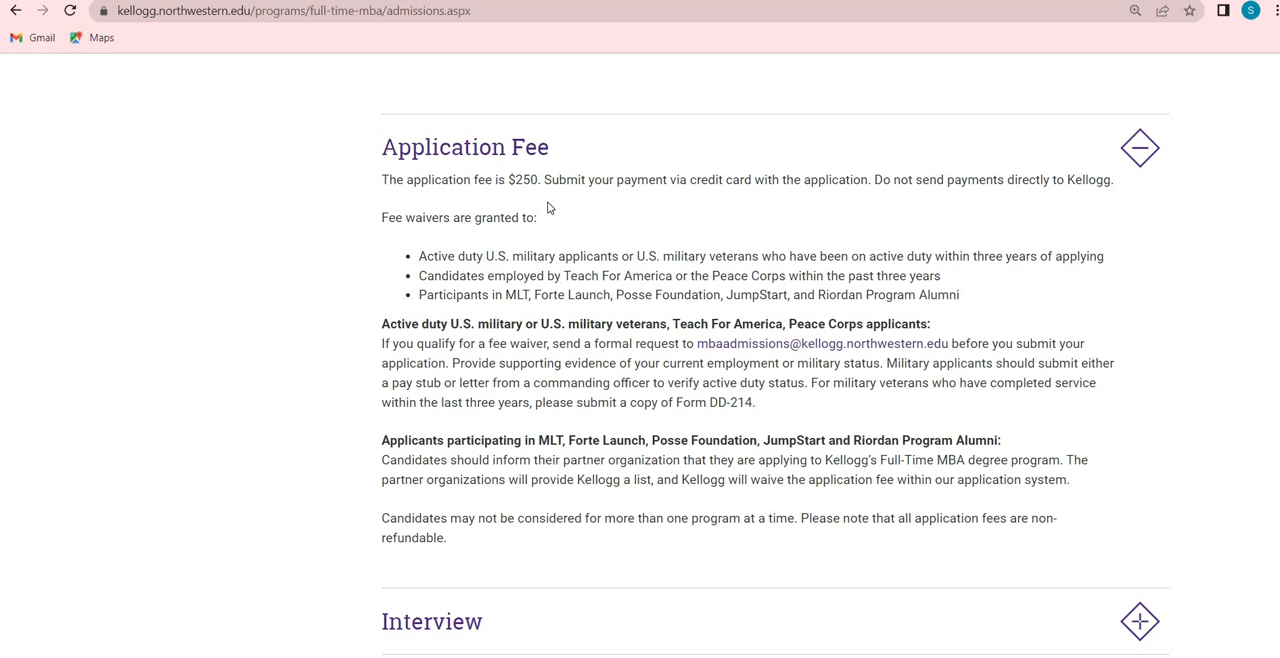 kellogg.northwestern.edu/programs/full-time-mba/admissions.aspx
S
Gmail
Maps
Application Fee
The application fee is $250. Submit your payment via credit card with the application. Do not send payments directly to Kellogg.
Fee waivers are granted to:
• Active duty U.S. military applicants or U.S. military veterans who have been on active duty within three years of applying
• Candidates employed by Teach For America or the Peace Corps within the past three years
• Participants in MLT, Forte Launch, Posse Foundation, JumpStart, and Riordan Program Alumni
Active duty U.S. military or U.S. military veterans, Teach For America, Peace Corps applicants:
If you qualify for a fee waiver, send a formal request to mbaadmissions@kellogg.northwestern.edu before you submit your
application. Provide supporting evidence of your current employment or military status. Military applicants should submit either
a pay stub or letter from a commanding officer to verify active duty status. For military veterans who have completed service
within the last three years, please submit a copy of Form DD-214.
Applicants participating in MLT, Forte Launch, Posse Foundation, JumpStart and Riordan Program Alumni:
Candidates should inform their partner organization that they are applying to Kellogg’s Full-Time MBA degree program. The
partner organizations will provide Kellogg a list, and Kellogg will waive the application fee within our application system.
Candidates may not be considered for more than one program at a time. Please note that all application fees are non-
refundable.
Interview